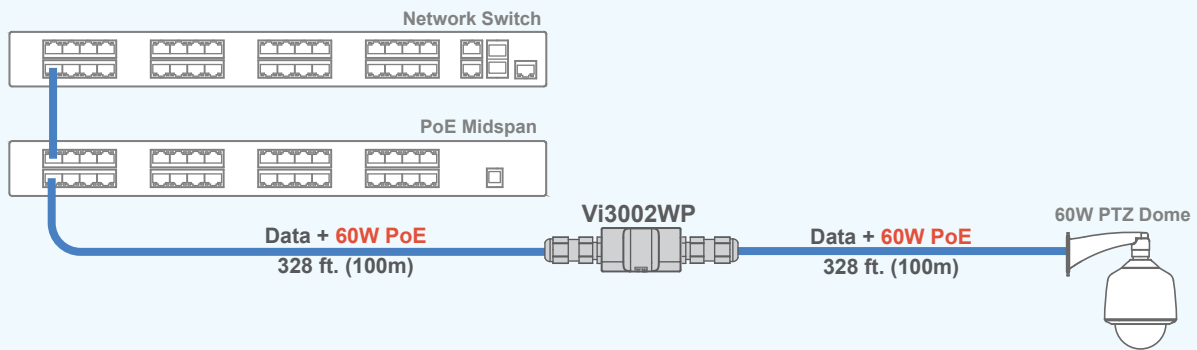 Network Switch
PoE Midspan
Vi3002WP
60W PTZ Dome
Data + 60W PoE
328 ft. (100m)
Data + 60W PoE
328 ft. (100m)